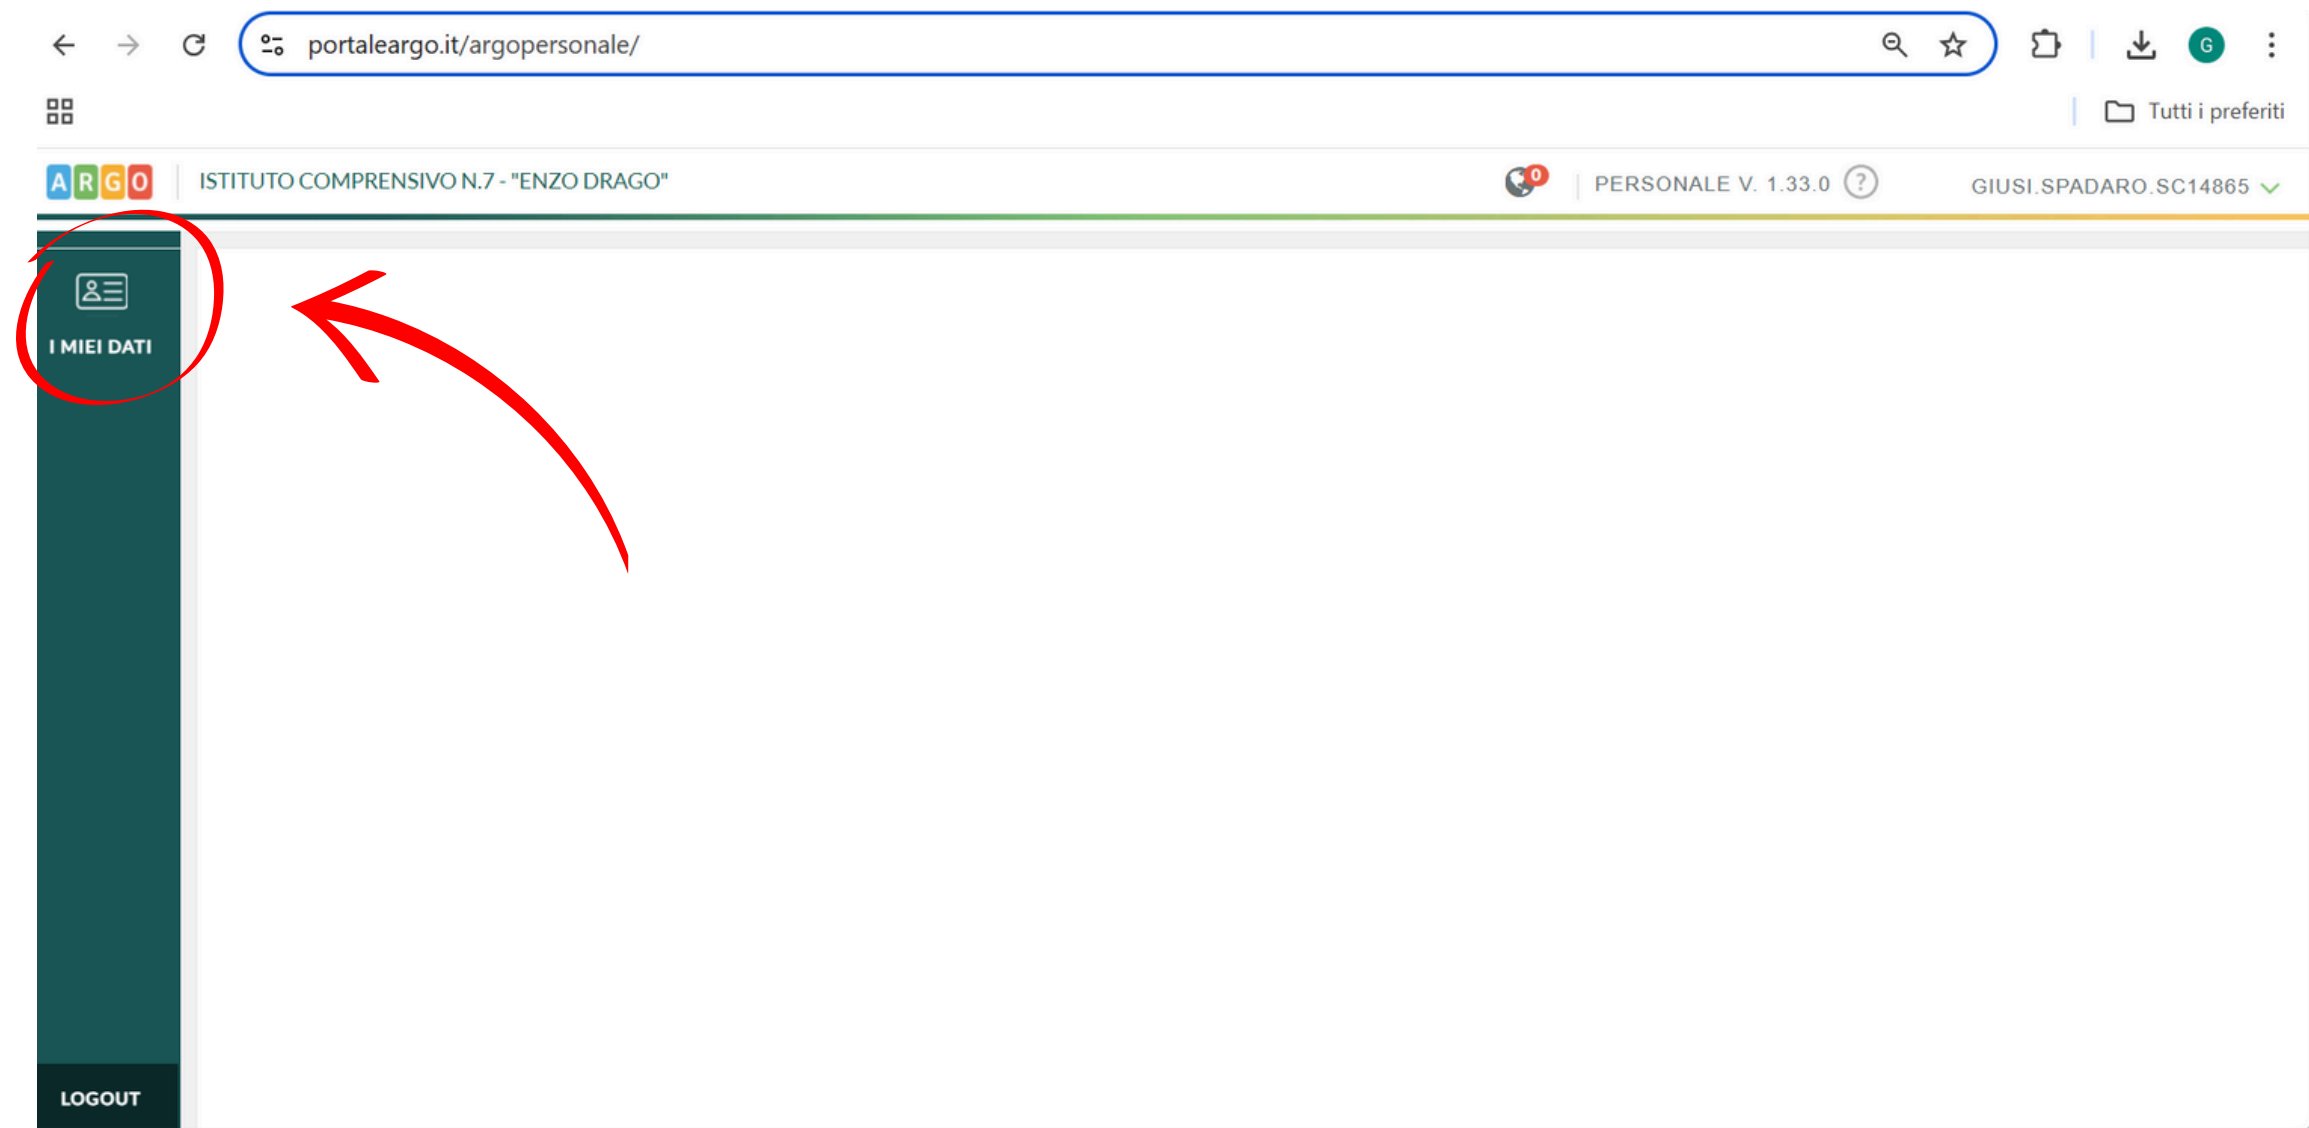 portaleargo.it/argopersonale/
G
Tutti i preferiti
ARGO
ISTITUTO COMPRENSIVO N.7 - "ENZO DRAGO"
0
PERSONALE V. 1.33.0 ?
GIUSI.SPADARO.SC14865
I MIEI DATI
LOGOUT